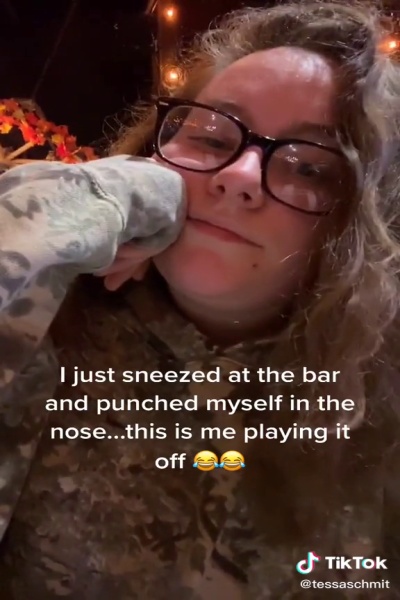 I just sneezed at the bar
and punched myself in the
nose...this is me playing it
off 😂😂
TikTok
@tessaschmit